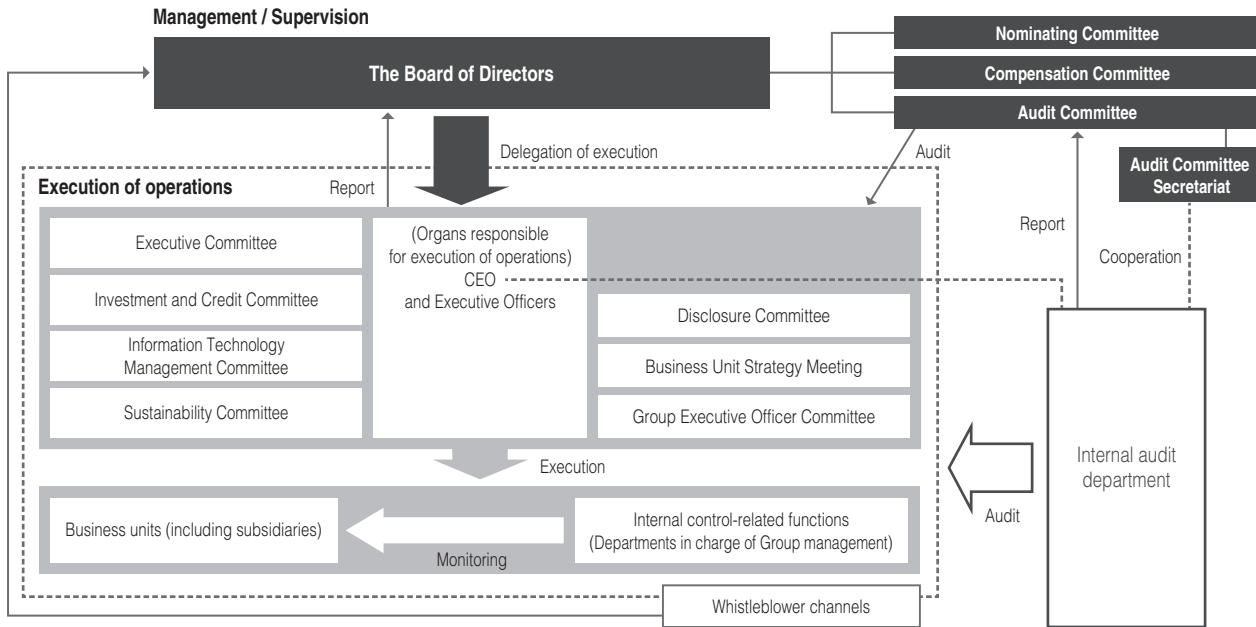 Management / Supervision
The Board of Directors
Nominating Committee
Compensation Committee
Audit Committee
Delegation of execution
Audit
Audit Committee
Secretariat
Execution of operations
Report
Report
Cooperation
Executive Committee
Investment and Credit Committee
Information Technology
Management Committee
Sustainability Committee
(Organs responsible
for execution of operations)
CEO
and Executive Officers
Disclosure Committee
Business Unit Strategy Meeting
Group Executive Officer Committee
Execution
Internal audit
department
Audit
Business units (including subsidiaries)
Monitoring
Internal control-related functions
(Departments in charge of Group management)
Whistleblower channels